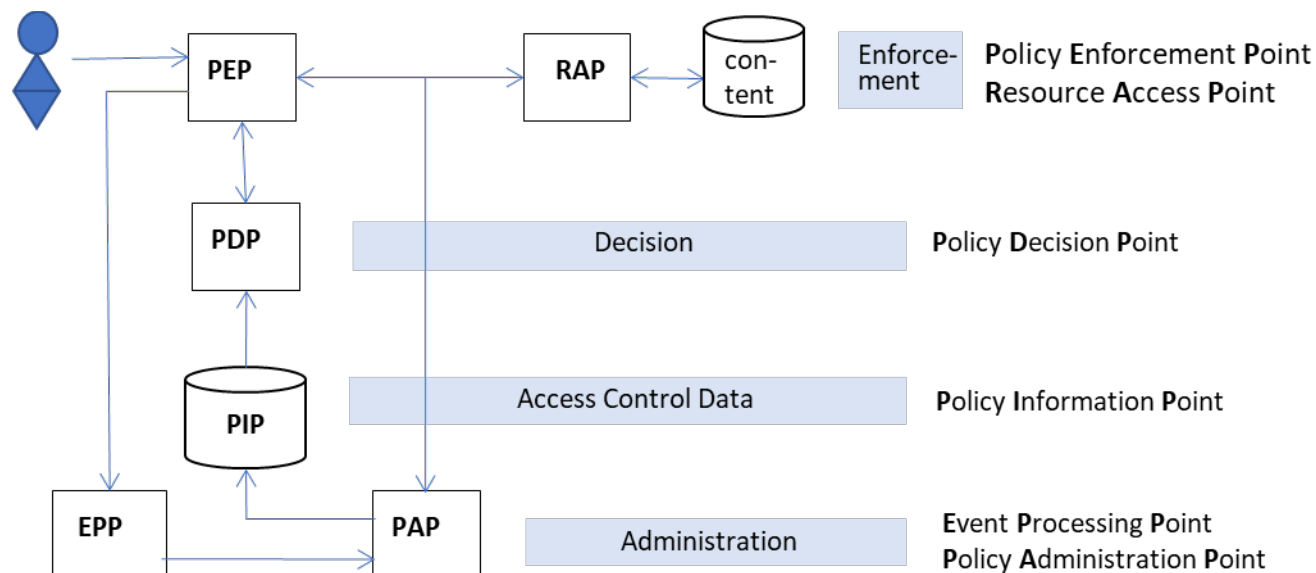 PEP
RAP
con-
tent
Enforce-
ment
Policy Enforcement Point
Resource Access Point
PDP
Decision
Policy Decision Point
PIP
Access Control Data
Policy Information Point
EPP
PAP
Administration
Event Processing Point
Policy Administration Point